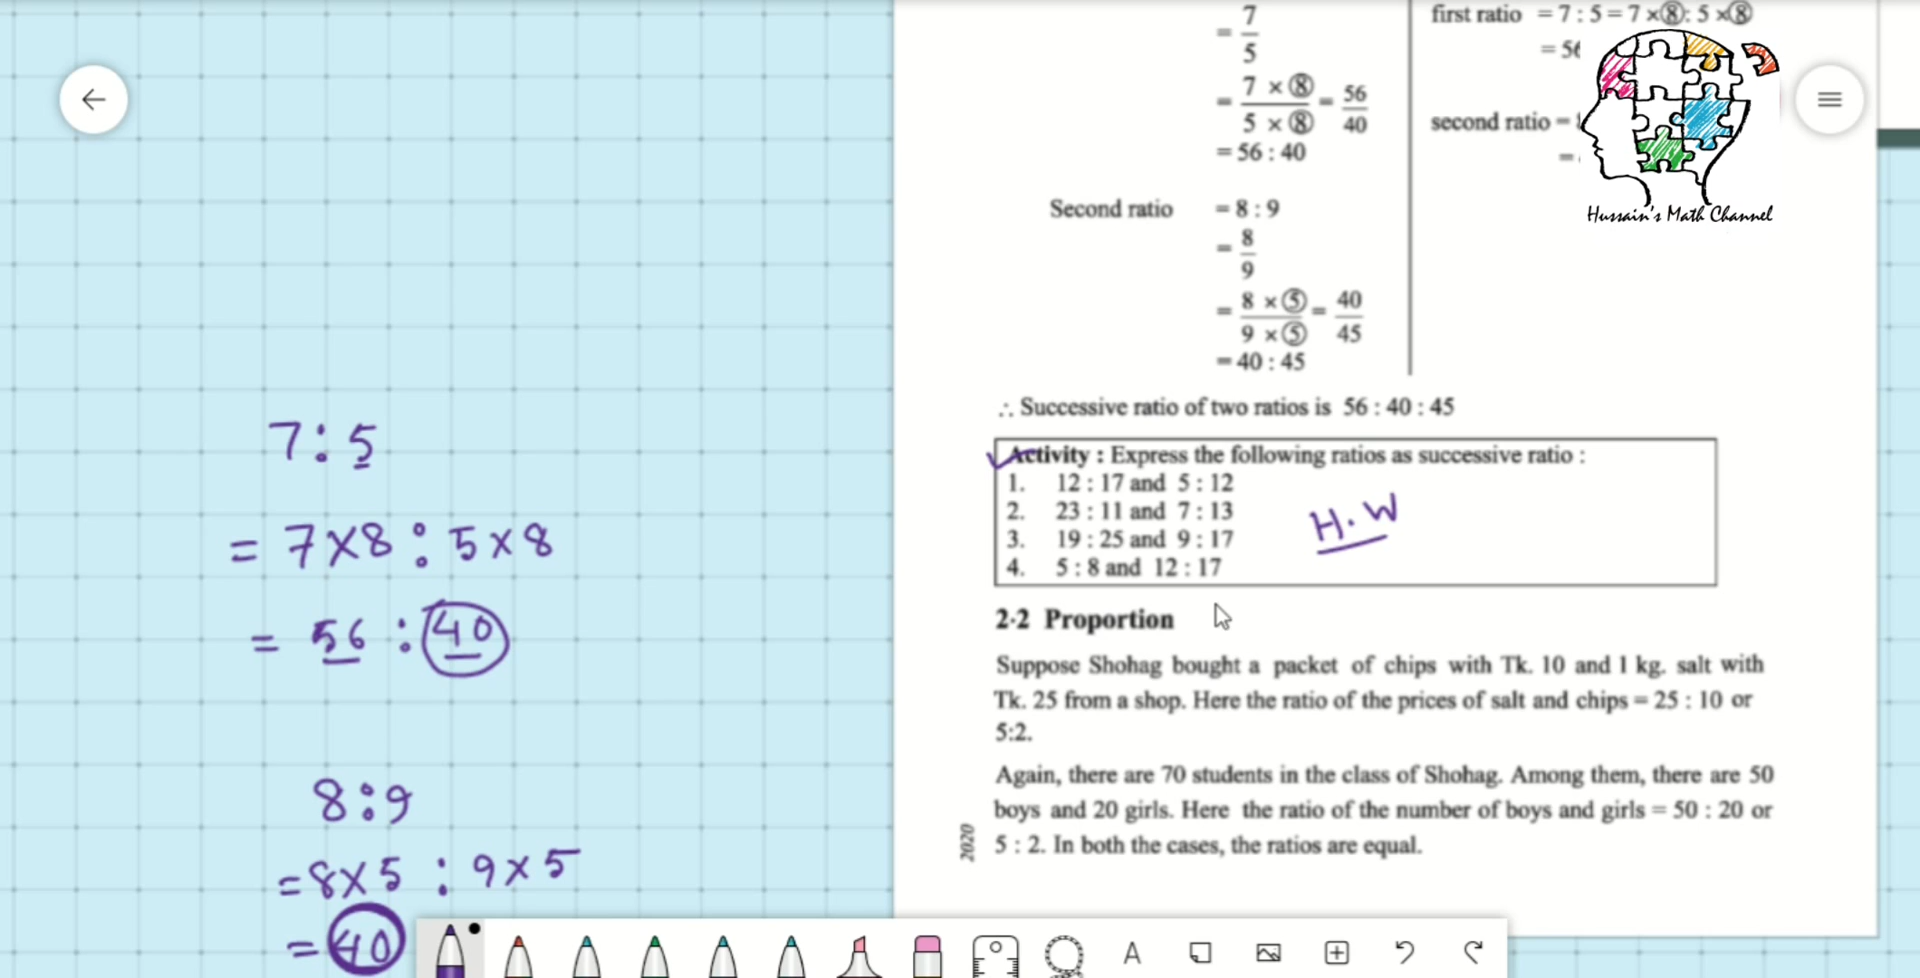 7 : 5
= 7 × 8 : 5 × 8
= 56 : 40
8 : 9
= 8 × 5 : 9 × 5
= 40
= 7/5
= 7 × ⑧ / 5 × ⑧ = 56/40
= 56 : 40
Second ratio = 8 : 9
= 8/9
= 8 × ⑤ / 9 × ⑤ = 40/45
= 40 : 45
first ratio = 7 : 5 = 7 × ⑧ : 5 × ⑧
= 56
second ratio =
=
Hussain's Math Channel
∴ Successive ratio of two ratios is 56 : 40 : 45
Activity : Express the following ratios as successive ratio :
1. 12 : 17 and 5 : 12
2. 23 : 11 and 7 : 13
3. 19 : 25 and 9 : 17
4. 5 : 8 and 12 : 17
H.W
2·2 Proportion
Suppose Shohag bought a packet of chips with Tk. 10 and 1 kg. salt with
Tk. 25 from a shop. Here the ratio of the prices of salt and chips = 25 : 10 or
5:2.
Again, there are 70 students in the class of Shohag. Among them, there are 50
boys and 20 girls. Here the ratio of the number of boys and girls = 50 : 20 or
5 : 2. In both the cases, the ratios are equal.
2020
A